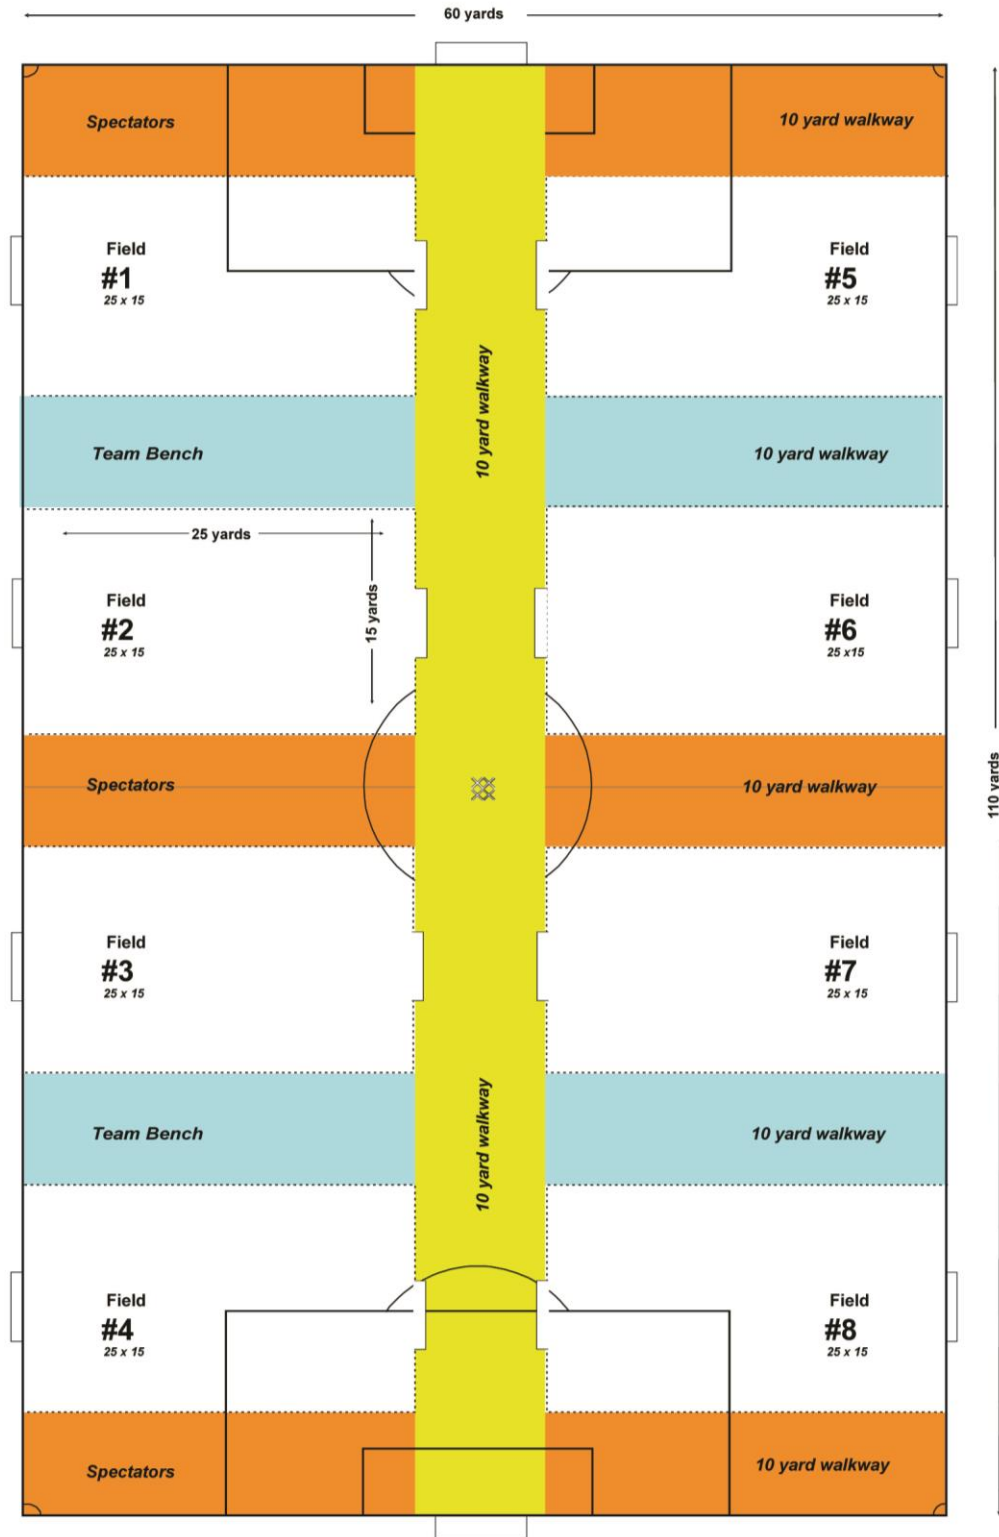 60 yards
Spectators
10 yard walkway
Field
#1
25 x 15
Field
#5
25 x 15
10 yard walkway
Team Bench
10 yard walkway
25 yards
15 yards
Field
#2
25 x 15
Field
#6
25 x15
Spectators
10 yard walkway
110 yards
Field
#3
25 x 15
Field
#7
25 x 15
Team Bench
10 yard walkway
10 yard walkway
Field
#4
25 x 15
Field
#8
25 x 15
Spectators
10 yard walkway